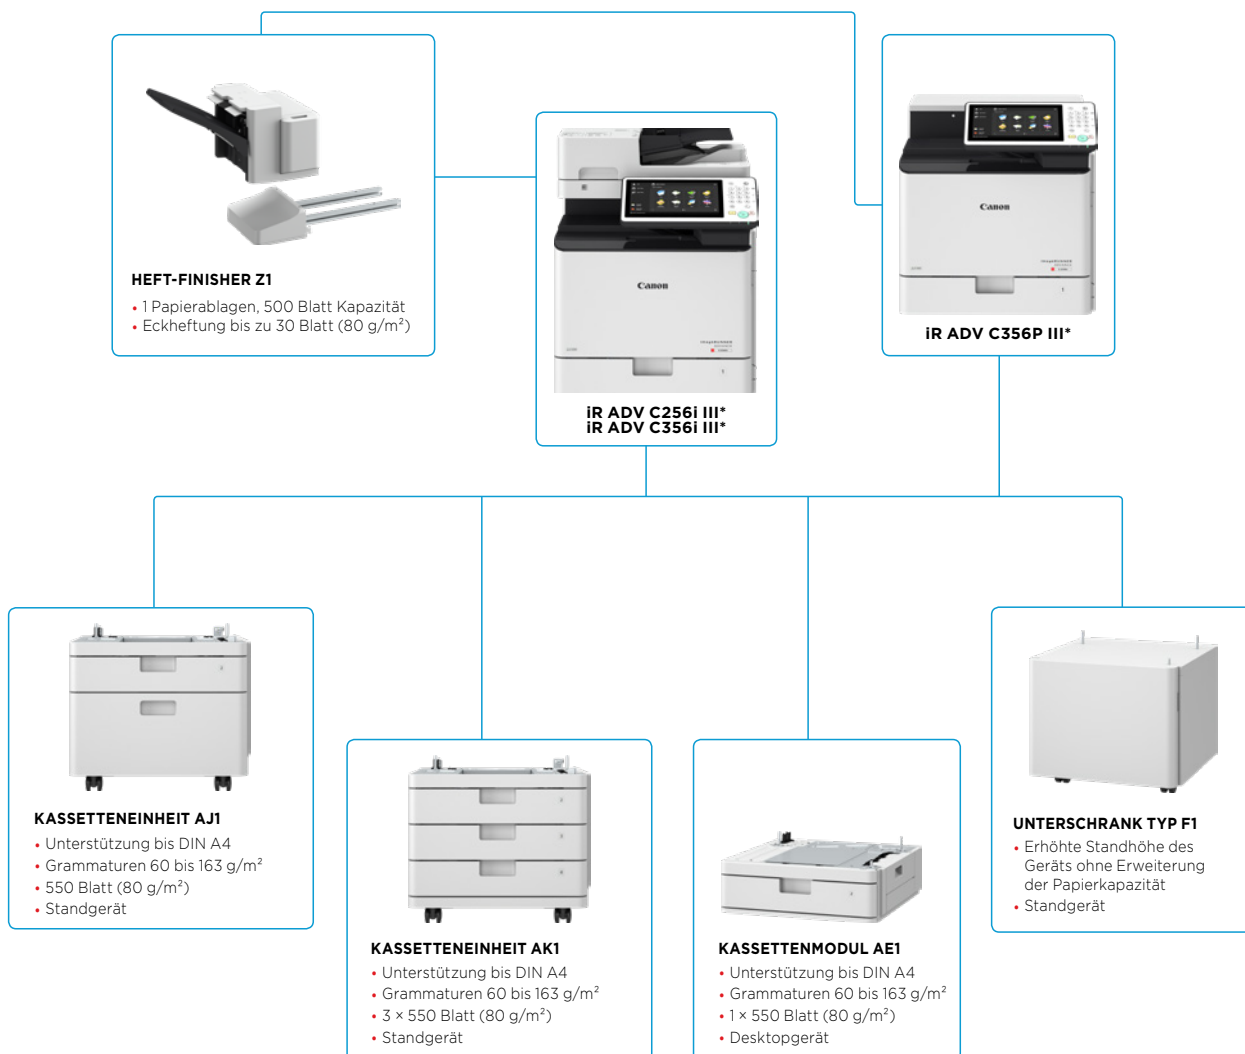 HEFT-FINISHER Z1
• 1 Papierablagen, 500 Blatt Kapazität
• Eckheftung bis zu 30 Blatt (80 g/m²)
Canon
iR ADV C256i III*
iR ADV C356i III*
Canon
iR ADV C356P III*
KASSETTENEINHEIT AJ1
• Unterstützung bis DIN A4
• Grammaturen 60 bis 163 g/m²
• 550 Blatt (80 g/m²)
• Standgerät
KASSETTENEINHEIT AK1
• Unterstützung bis DIN A4
• Grammaturen 60 bis 163 g/m²
• 3 × 550 Blatt (80 g/m²)
• Standgerät
KASSETTENMODUL AE1
• Unterstützung bis DIN A4
• Grammaturen 60 bis 163 g/m²
• 1 × 550 Blatt (80 g/m²)
• Desktopgerät
UNTERSCHRANK TYP F1
• Erhöhte Standhöhe des
Geräts ohne Erweiterung
der Papierkapazität
• Standgerät